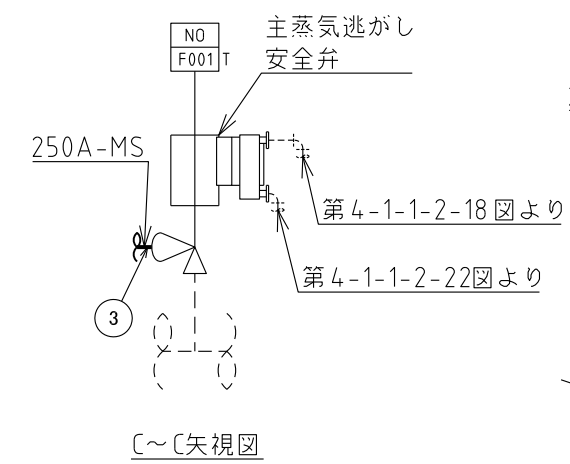 NO
F001 T
主蒸気逃がし
安全弁
250A-MS
第4-1-1-2-18図より
第4-1-1-2-22図より
3
C～C矢視図